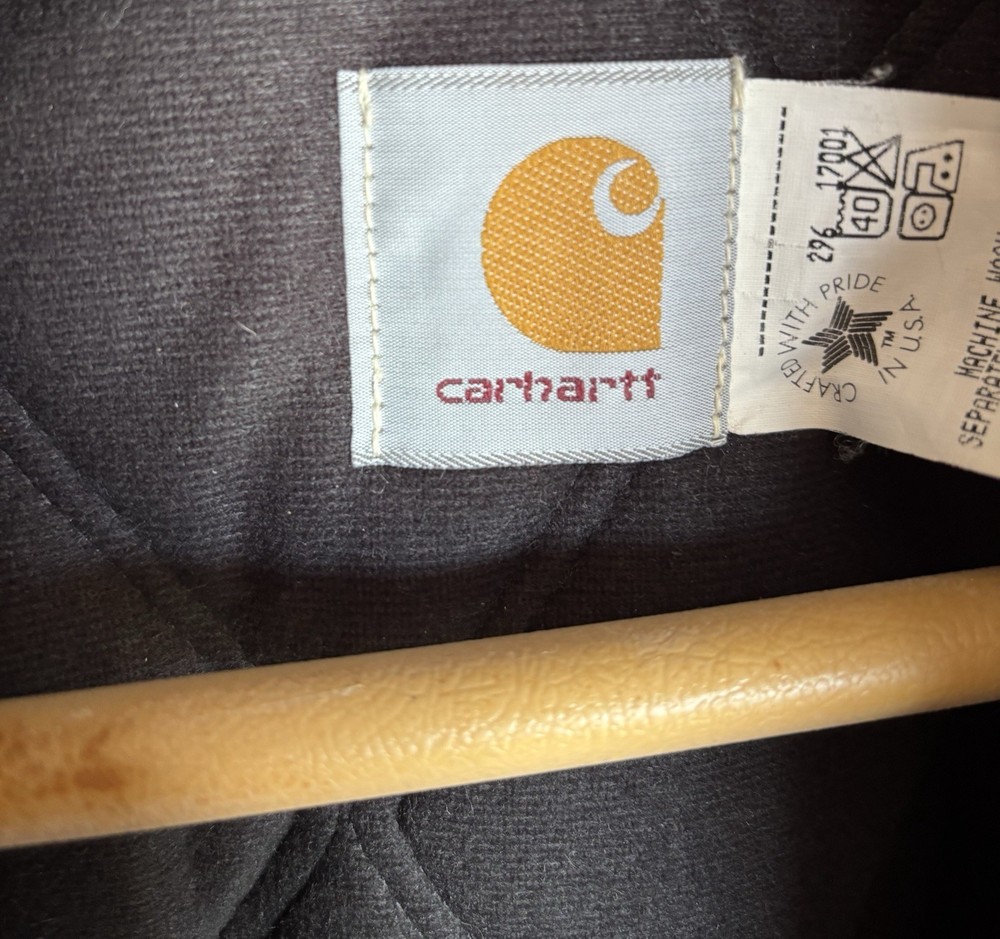 carhartt
296 17001
40
CRAFTED WITH PRIDE
IN U.S.A
TM
MACHINE